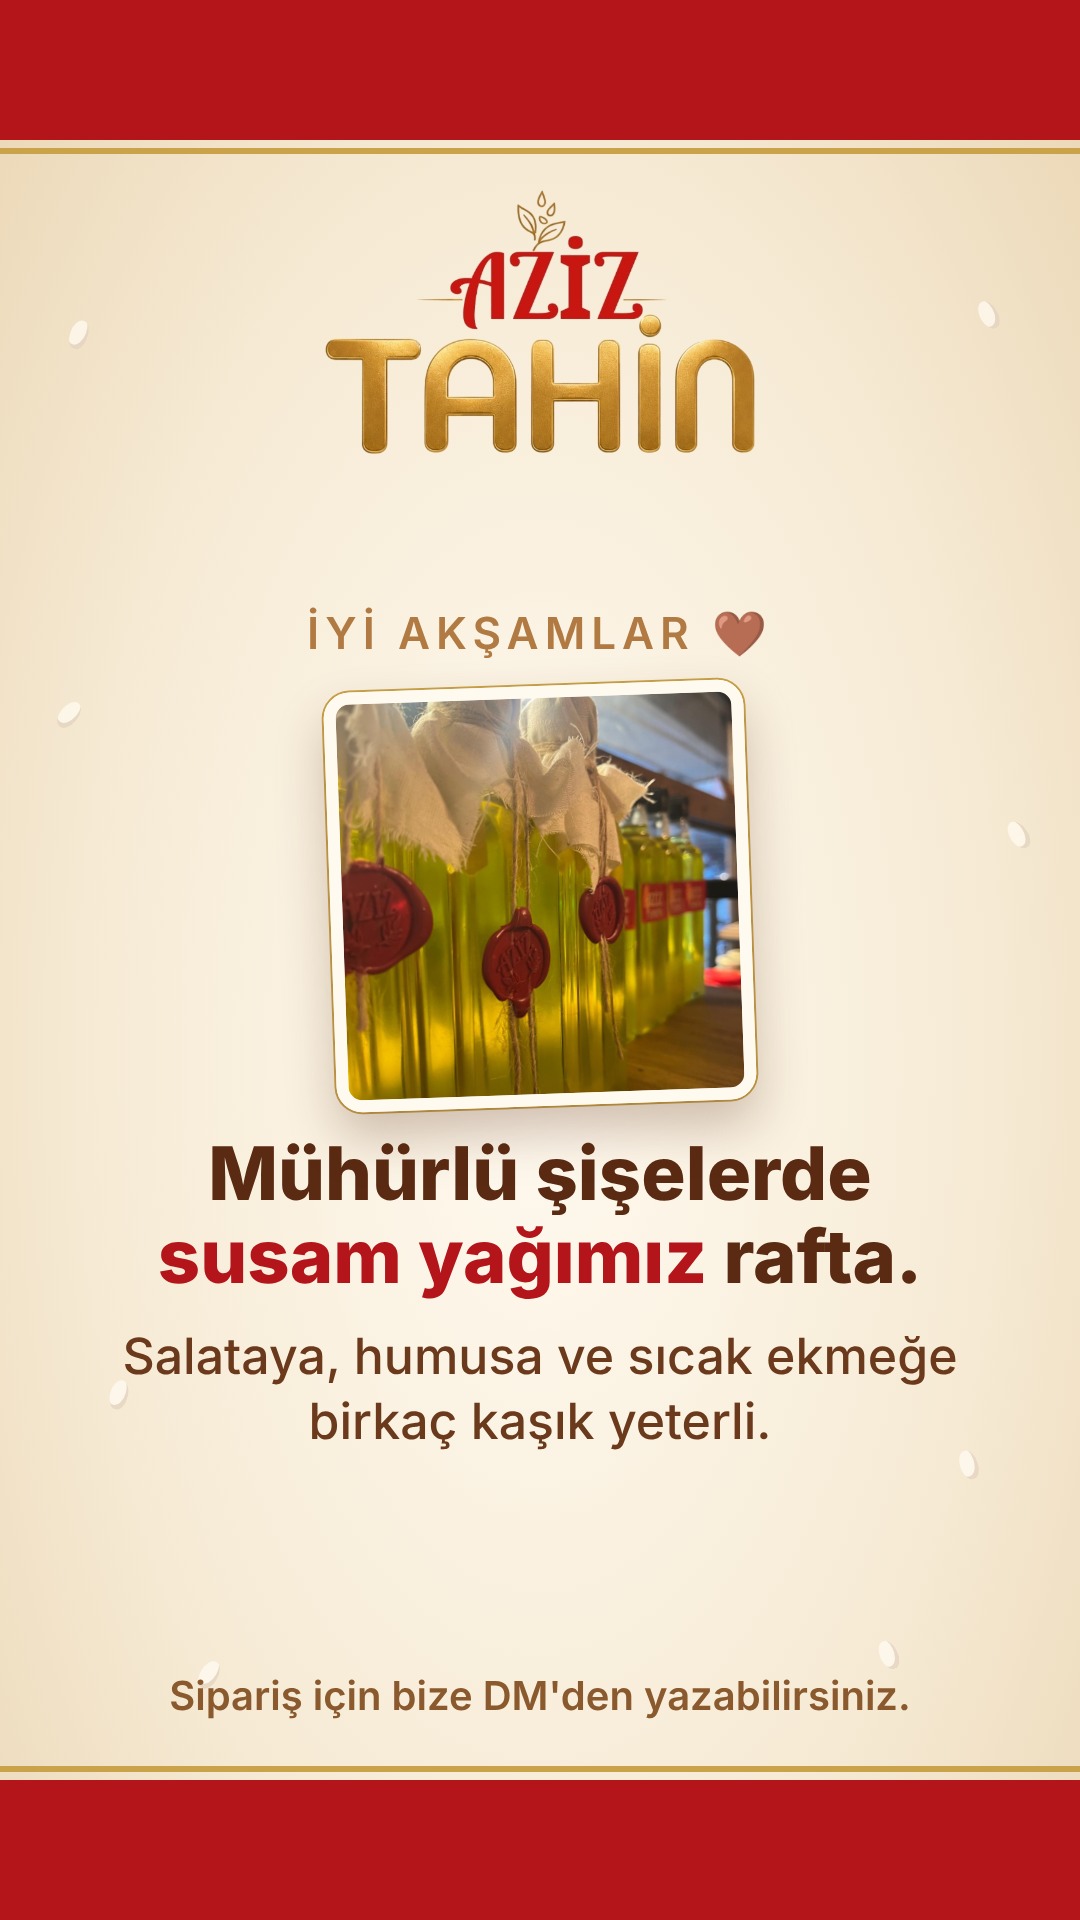 AZİZ
TAHİN
İYİ AKŞAMLAR ❤️
Mühürlü şişelerde
susam yağımız rafta.
Salataya, humusa ve sıcak ekmeğe
birkaç kaşık yeterli.
Sipariş için bize DM'den yazabilirsiniz.